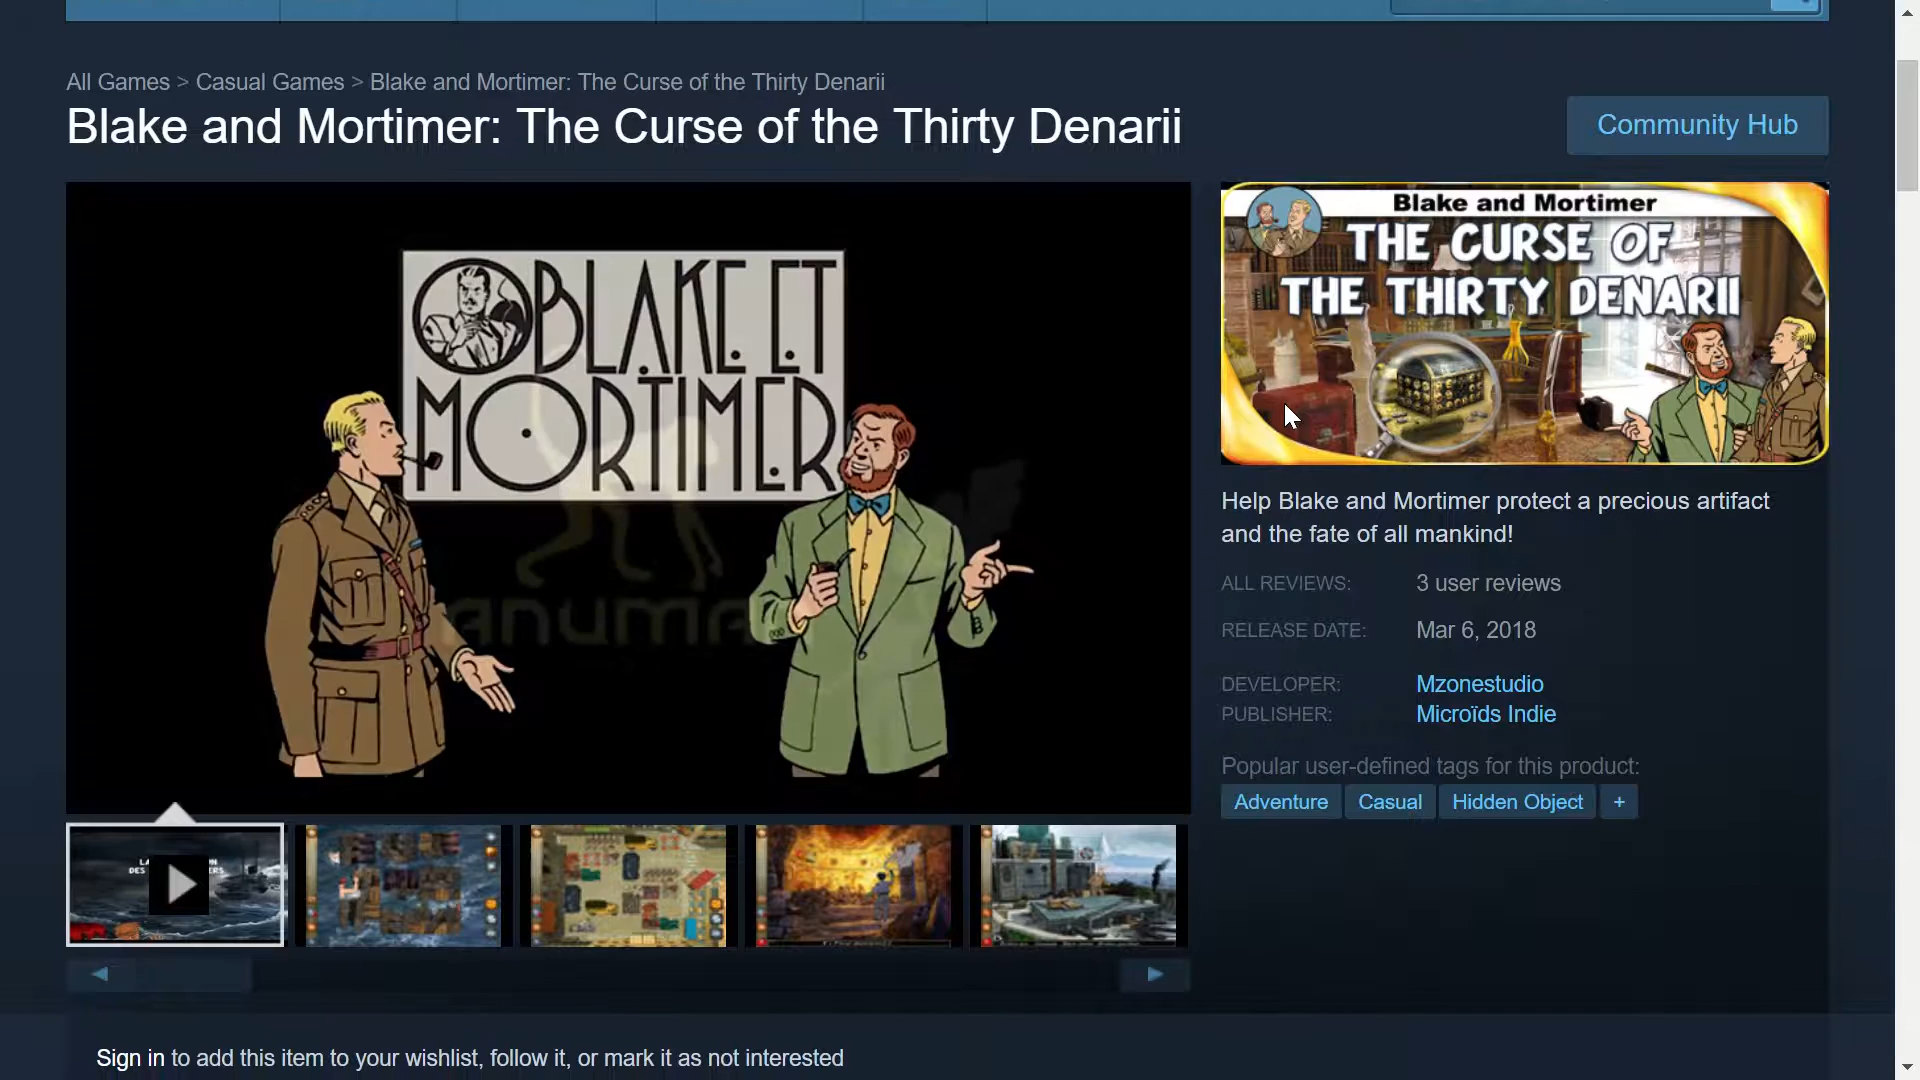 All Games > Casual Games > Blake and Mortimer: The Curse of the Thirty Denarii
Blake and Mortimer: The Curse of the Thirty Denarii
Community Hub
BLAKE ET
MORTIMER
anuma
Blake and Mortimer
THE CURSE OF
THE THIRTY DENARII
Help Blake and Mortimer protect a precious artifact
and the fate of all mankind!
ALL REVIEWS: 3 user reviews
RELEASE DATE: Mar 6, 2018
DEVELOPER: Mzonestudio
PUBLISHER: Microïds Indie
Popular user-defined tags for this product:
Adventure Casual Hidden Object +
Sign in to add this item to your wishlist, follow it, or mark it as not interested